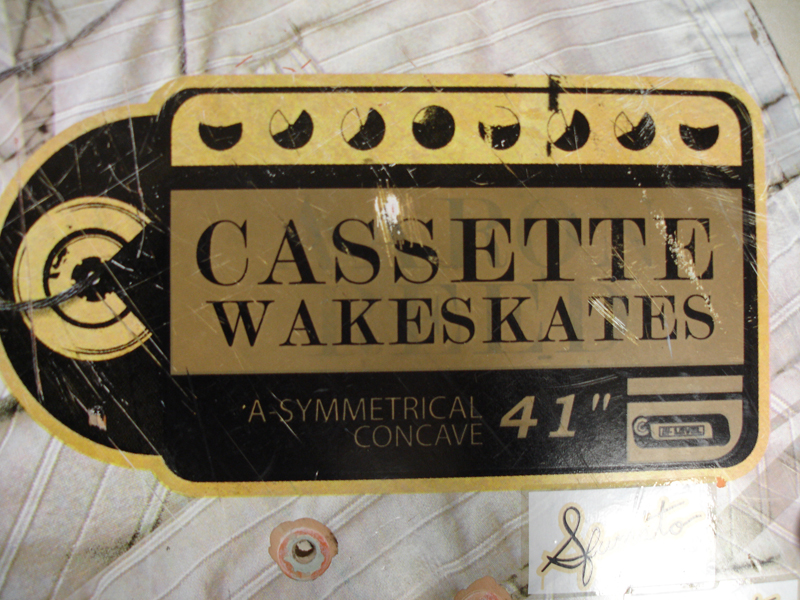 CASSETTE
WAKESKATES
A-SYMMETRICAL
CONCAVE
41"